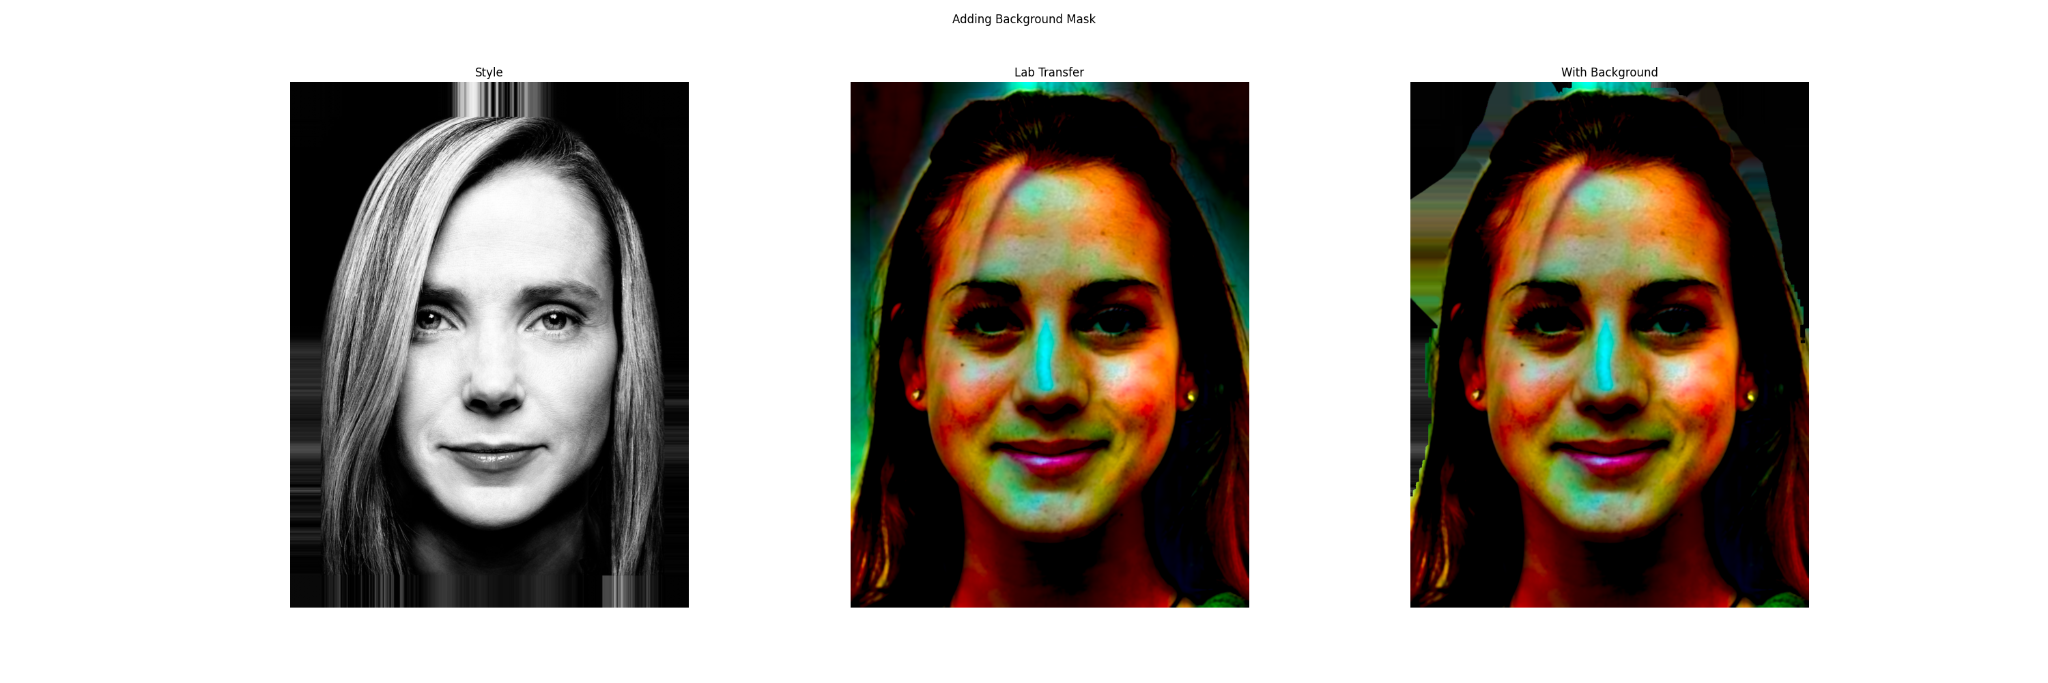 Adding Background Mask
Style
Lab Transfer
With Background